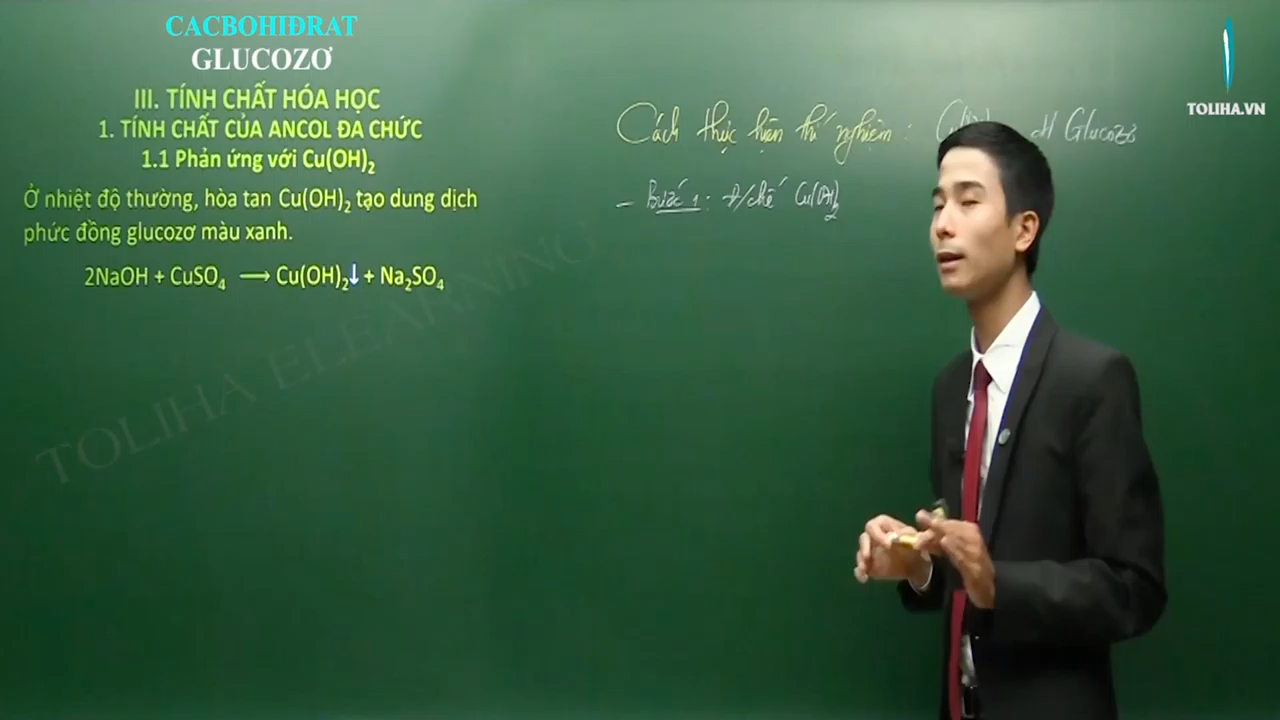 CACBOHIĐRAT
GLUCOZƠ
III. TÍNH CHẤT HÓA HỌC
1. TÍNH CHẤT CỦA ANCOL ĐA CHỨC
1.1 Phản ứng với Cu(OH)₂
Ở nhiệt độ thường, hòa tan Cu(OH)₂ tạo dung dịch
phức đồng glucozơ màu xanh.
2NaOH + CuSO₄ ⟶ Cu(OH)₂↓ + Na₂SO₄
TOLIHA ELEARNING
Cách thực hiện thí nghiệm : Glucozơ
- Bước 1 : Đ/chế Cu(OH)₂
TOLIHA.VN